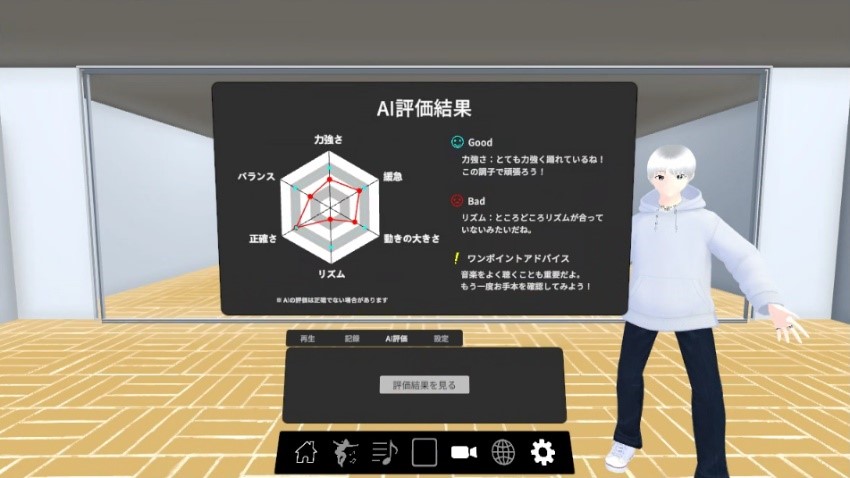 AI評価結果
力強さ
バランス
緩急
正確さ
動きの大きさ
リズム
※AIの評価は正確でない場合があります
Good
力強さ：とても力強く踊れているね！
この調子で頑張ろう！
Bad
リズム：ところどころリズムが合って
いないみたいだね。
ワンポイントアドバイス
音楽をよく聴くことも重要だよ。
もう一度お手本を確認してみよう！
再生
記録
AI評価
設定
評価結果を見る